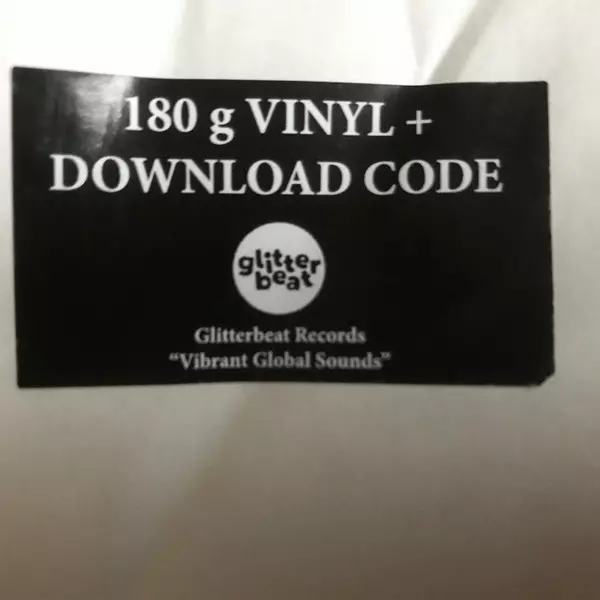 180 g VINYL +
DOWNLOAD CODE
glitter
beat
Glitterbeat Records
“Vibrant Global Sounds”